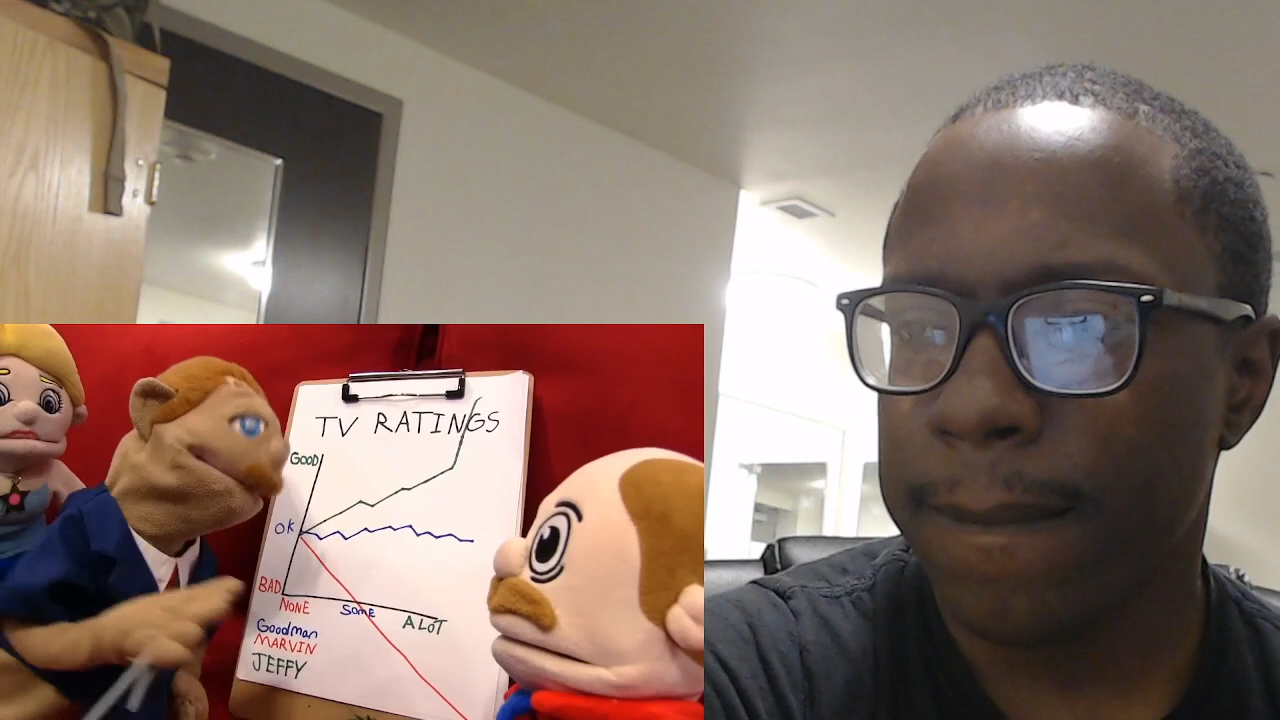 TV RATINGS
GOOD
OK
BAD
NONE SOME A LOT
Goodman
MARVIN
JEFFY